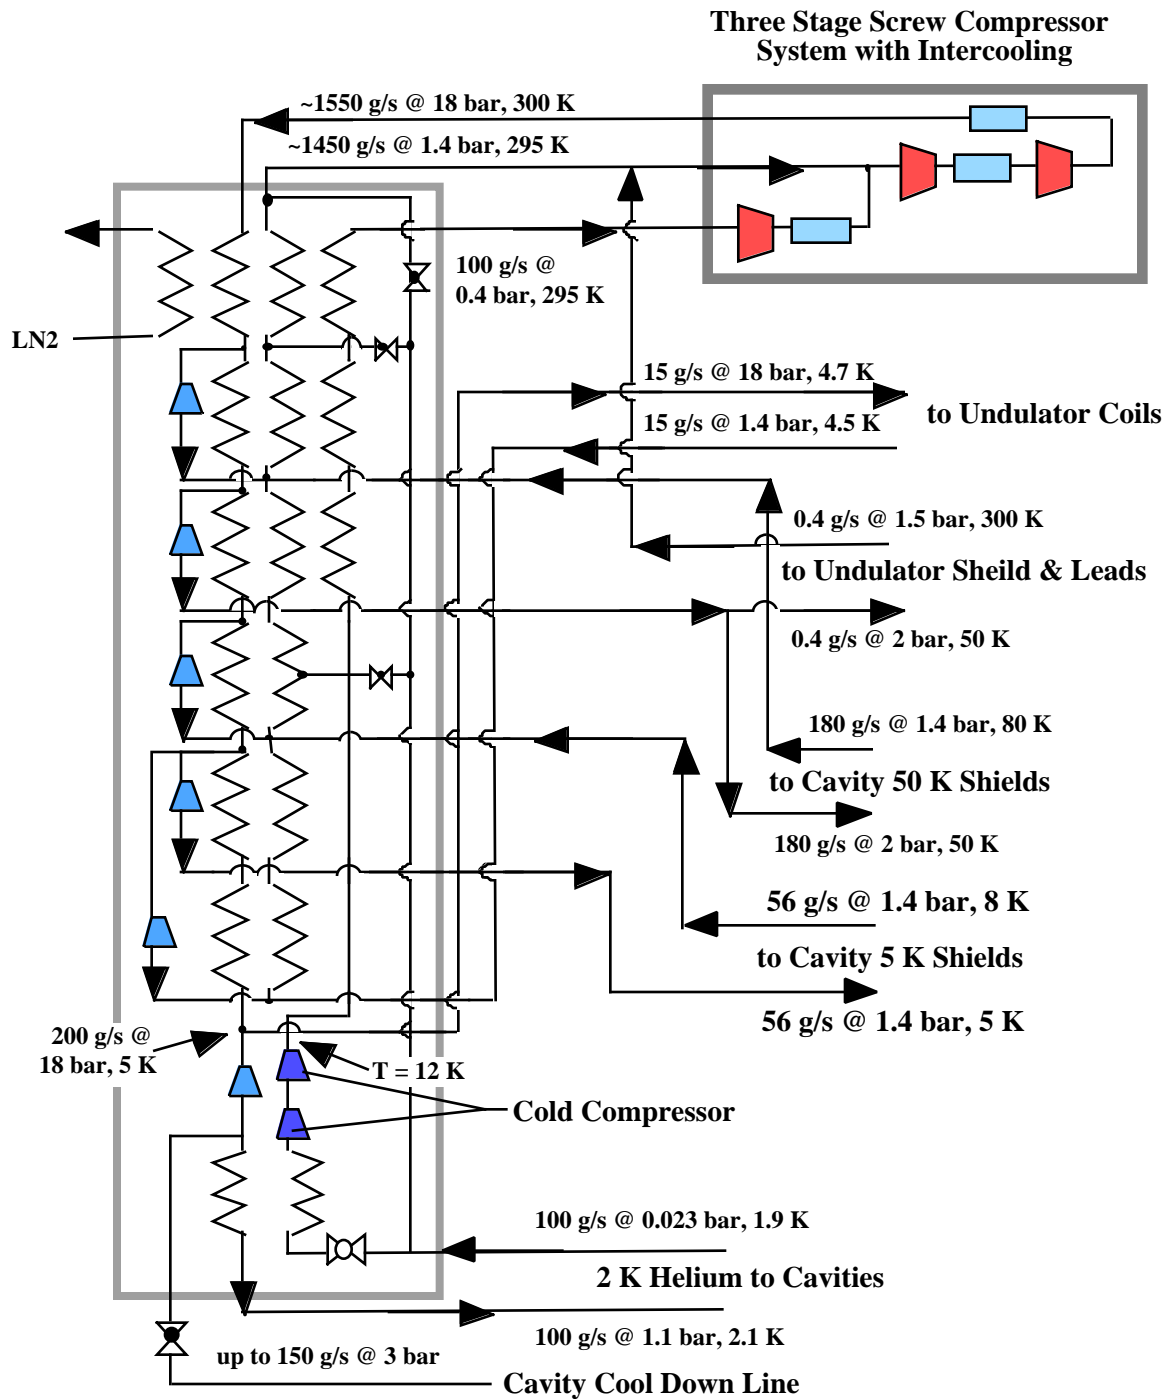 Three Stage Screw Compressor
System with Intercooling
~1550 g/s @ 18 bar, 300 K
~1450 g/s @ 1.4 bar, 295 K
100 g/s @
0.4 bar, 295 K
LN2
15 g/s @ 18 bar, 4.7 K
15 g/s @ 1.4 bar, 4.5 K
to Undulator Coils
0.4 g/s @ 1.5 bar, 300 K
to Undulator Sheild & Leads
0.4 g/s @ 2 bar, 50 K
180 g/s @ 1.4 bar, 80 K
to Cavity 50 K Shields
180 g/s @ 2 bar, 50 K
56 g/s @ 1.4 bar, 8 K
to Cavity 5 K Shields
56 g/s @ 1.4 bar, 5 K
200 g/s @
18 bar, 5 K
T = 12 K
Cold Compressor
100 g/s @ 0.023 bar, 1.9 K
2 K Helium to Cavities
100 g/s @ 1.1 bar, 2.1 K
up to 150 g/s @ 3 bar
Cavity Cool Down Line